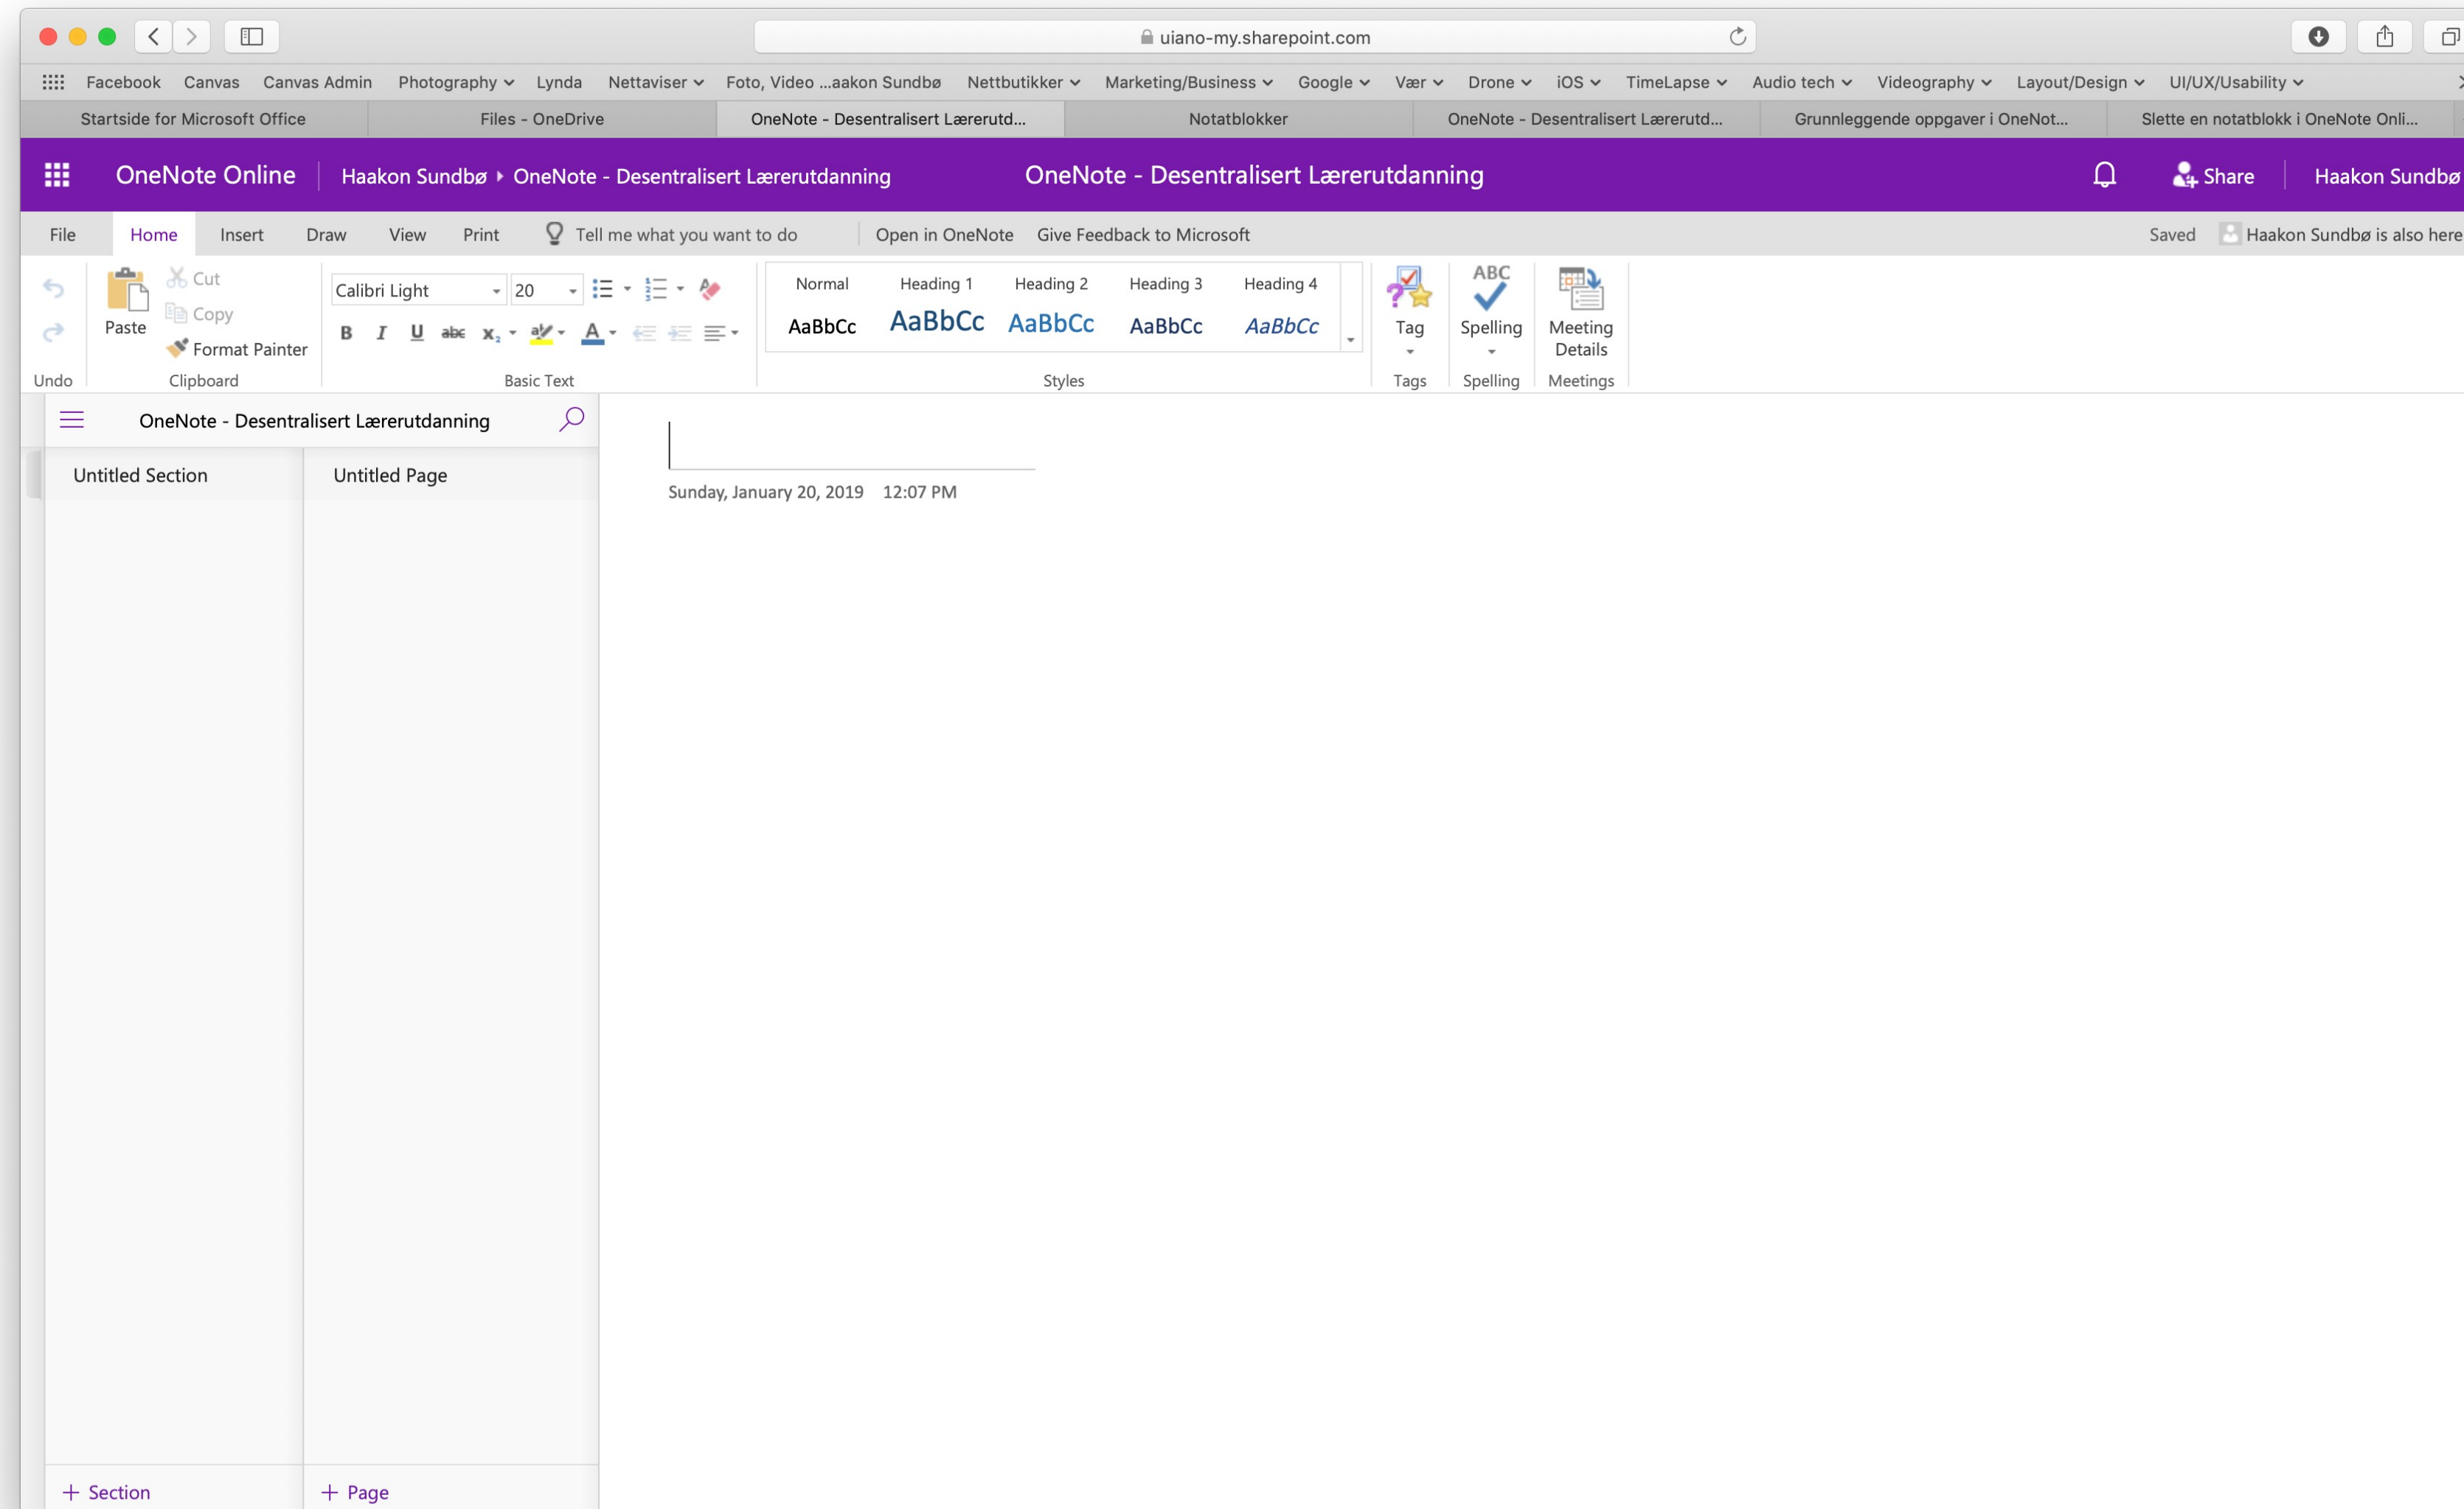 uiano-my.sharepoint.com
Facebook Canvas Canvas Admin Photography Lynda Nettaviser Foto, Video ...aakon Sundbø Nettbutikker Marketing/Business Google Vær Drone iOS TimeLapse Audio tech Videography Layout/Design UI/UX/Usability
Startside for Microsoft Office Files - OneDrive OneNote - Desentralisert Lærerutd... Notatblokker OneNote - Desentralisert Lærerutd... Grunnleggende oppgaver i OneNot... Slette en notatblokk i OneNote Onli...
OneNote Online Haakon Sundbø OneNote - Desentralisert Lærerutdanning OneNote - Desentralisert Lærerutdanning Share Haakon Sundbø
File Home Insert Draw View Print Tell me what you want to do Open in OneNote Give Feedback to Microsoft Saved Haakon Sundbø is also here
Cut
Copy
Paste
Format Painter
Undo Clipboard
Calibri Light 20
B I U abc x₂ A
Basic Text
Normal Heading 1 Heading 2 Heading 3 Heading 4
AaBbCc AaBbCc AaBbCc AaBbCc AaBbCc
Styles
Tag
Tags
ABC
Spelling
Spelling
Meeting
Details
Meetings
OneNote - Desentralisert Lærerutdanning
Untitled Section Untitled Page
Sunday, January 20, 2019 12:07 PM
+ Section + Page